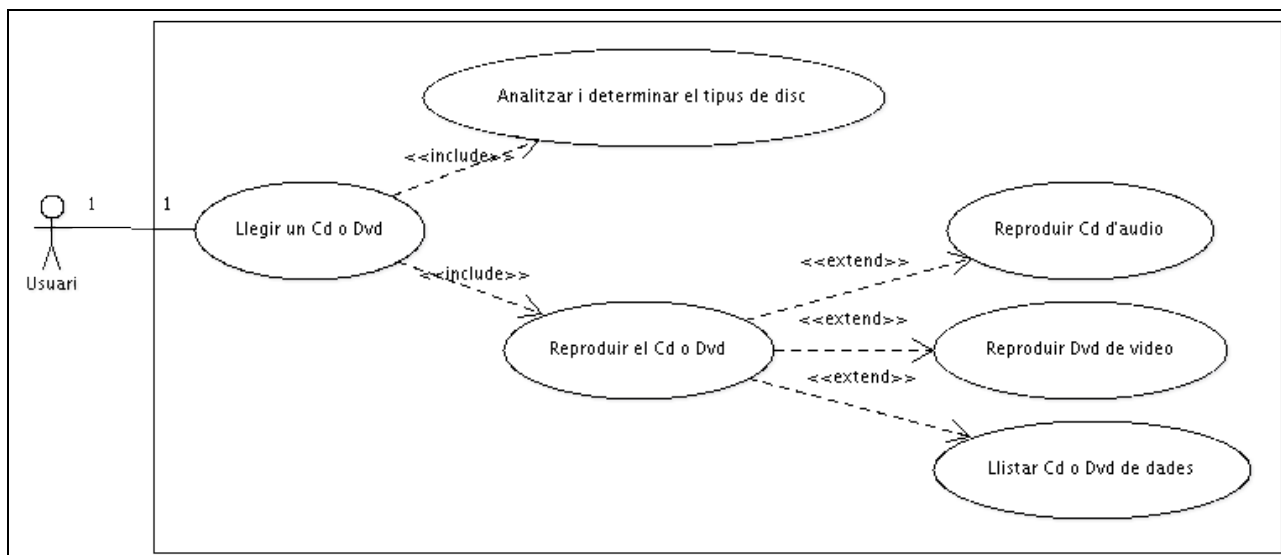 Analitzar i determinar el tipus de disc
<<include>>
1
1
Llegir un Cd o Dvd
Reproduir Cd d'audio
Usuari
<<include>>
<<extend>>
<<extend>>
Reproduir el Cd o Dvd
Reproduir Dvd de video
<<extend>>
Llistar Cd o Dvd de dades